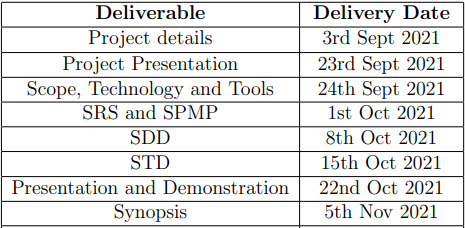 Deliverable Delivery Date
Project details 3rd Sept 2021
Project Presentation 23rd Sept 2021
Scope, Technology and Tools 24th Sept 2021
SRS and SPMP 1st Oct 2021
SDD 8th Oct 2021
STD 15th Oct 2021
Presentation and Demonstration 22nd Oct 2021
Synopsis 5th Nov 2021